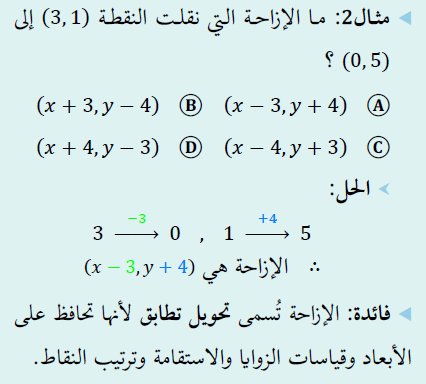 ◄ مثال2: ما الإزاحة التي نقلت النقطة (3, 1) إلى
(0, 5) ؟
Ⓐ (x − 3, y + 4) Ⓑ (x + 3, y − 4)
Ⓒ (x − 4, y + 3) Ⓓ (x + 4, y − 3)
الحل:
−3 +4
3 ⟶ 0 , 1 ⟶ 5
∴ الإزاحة هي (x − 3, y + 4)
◄ فائدة: الإزاحة تُسمى تحويل تطابق لأنها تحافظ على
الأبعاد وقياسات الزوايا والاستقامة وترتيب النقاط.